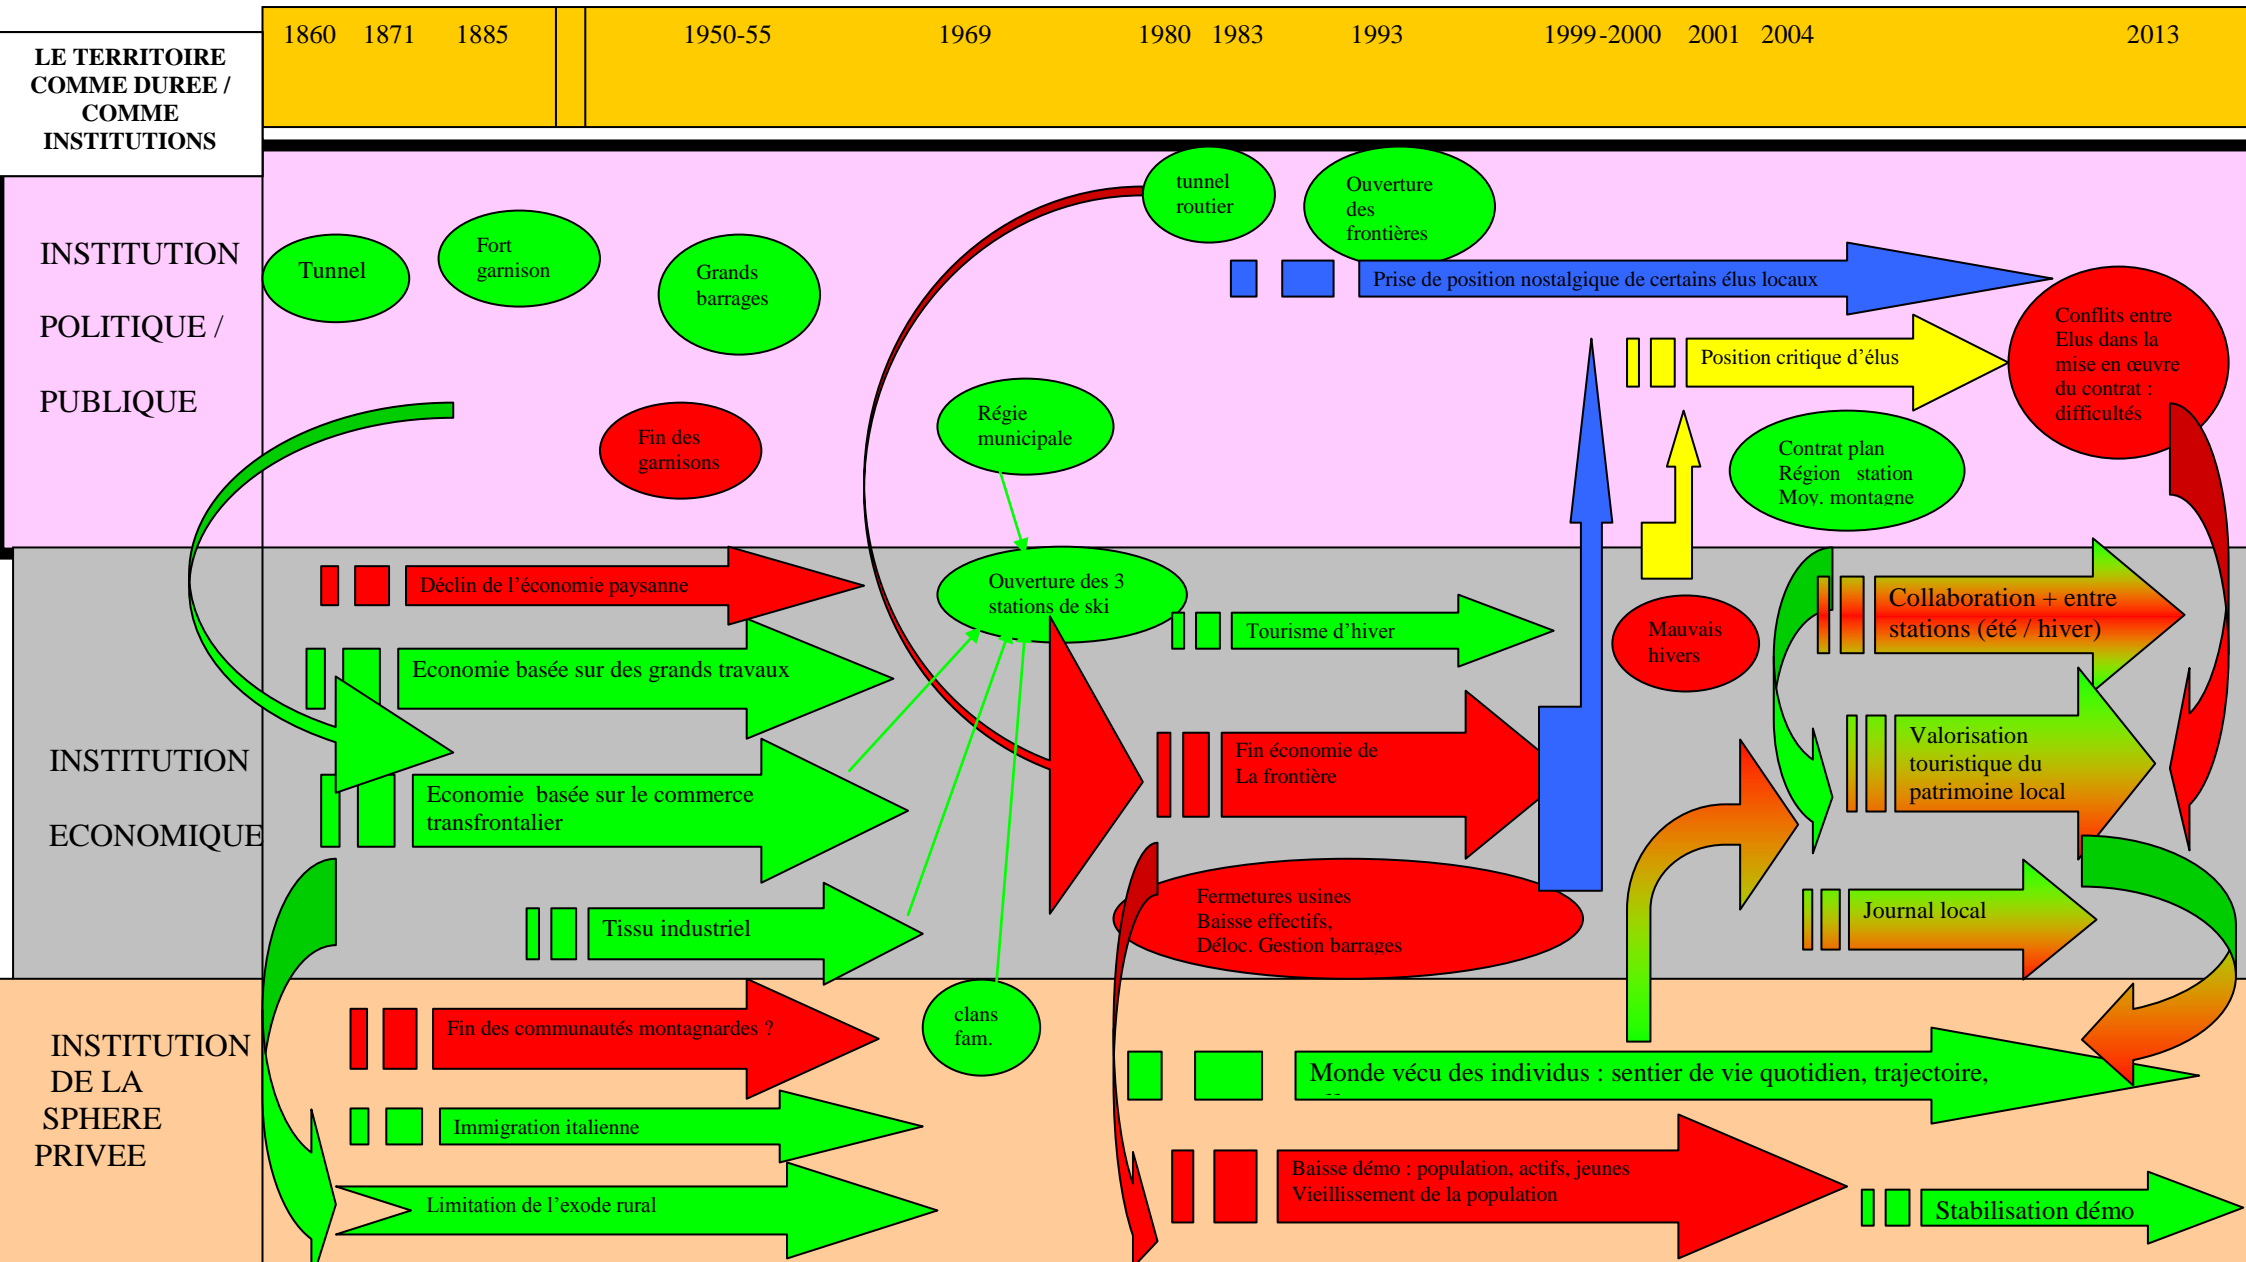 1860 1871 1885 1950-55 1969 1980 1983 1993 1999-2000 2001 2004 2013
LE TERRITOIRE
COMME DUREE /
COMME
INSTITUTIONS
INSTITUTION
POLITIQUE /
PUBLIQUE
Tunnel
Fort
garnison
Grands
barrages
Fin des
garnisons
Régie
municipale
tunnel
routier
Ouverture
des
frontières
Prise de position nostalgique de certains élus locaux
Position critique d’élus
Conflits entre
Elus dans la
mise en œuvre
du contrat :
difficultés
Contrat plan
Région station
Moy. montagne
INSTITUTION
ECONOMIQUE
Déclin de l’économie paysanne
Economie basée sur des grands travaux
Economie basée sur le commerce
transfrontalier
Tissu industriel
Ouverture des 3
stations de ski
Tourisme d’hiver
Fin économie de
La frontière
Fermetures usines
Baisse effectifs,
Déloc. Gestion barrages
Mauvais
hivers
Collaboration + entre
stations (été / hiver)
Valorisation
touristique du
patrimoine local
Journal local
INSTITUTION
DE LA
SPHERE
PRIVEE
Fin des communautés montagnardes ?
Immigration italienne
Limitation de l’exode rural
clans
fam.
Monde vécu des individus : sentier de vie quotidien, trajectoire,
Baisse démo : population, actifs, jeunes
Vieillissement de la population
Stabilisation démo